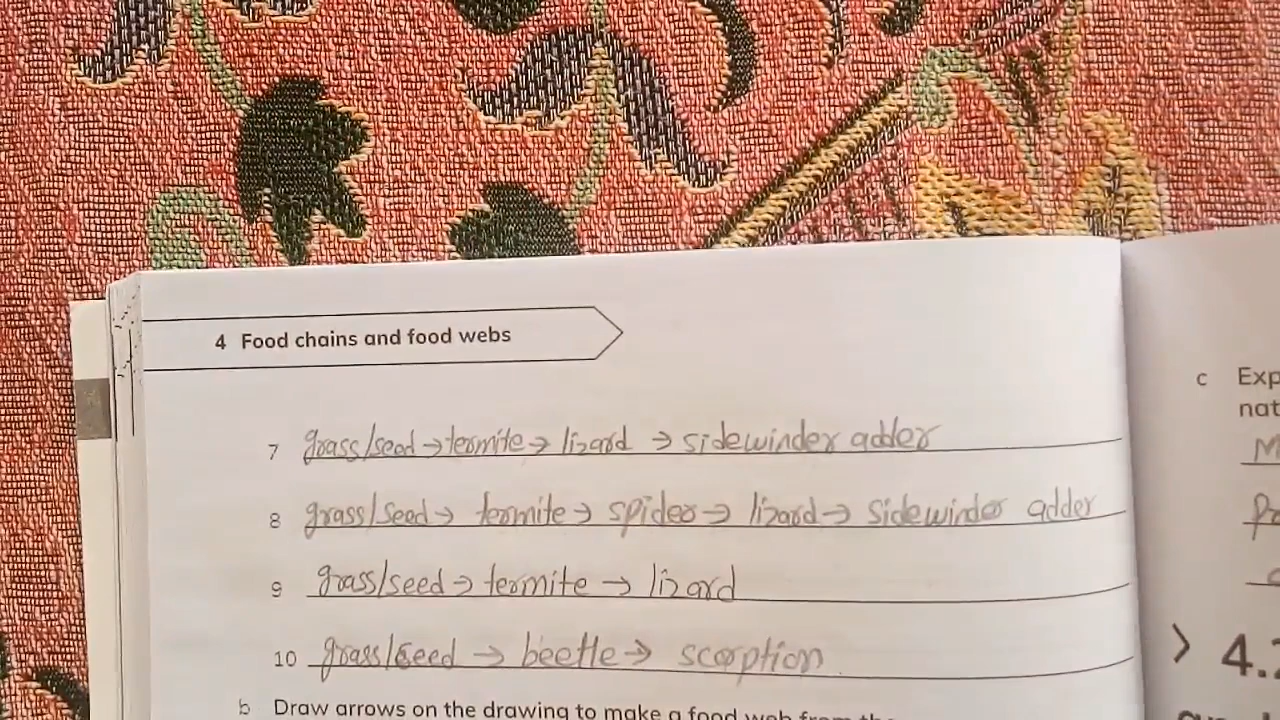 4 Food chains and food webs
7 grass/seed → termite → lizard → sidewinder adder
8 grass/seed → termite → spider → lizard → sidewinder adder
9 grass/seed → termite → lizard
10 grass/seed → beetle → scorption
b Draw arrows on the drawing to make a food web from the
c Exp
nat
M
Pr
> 4.2